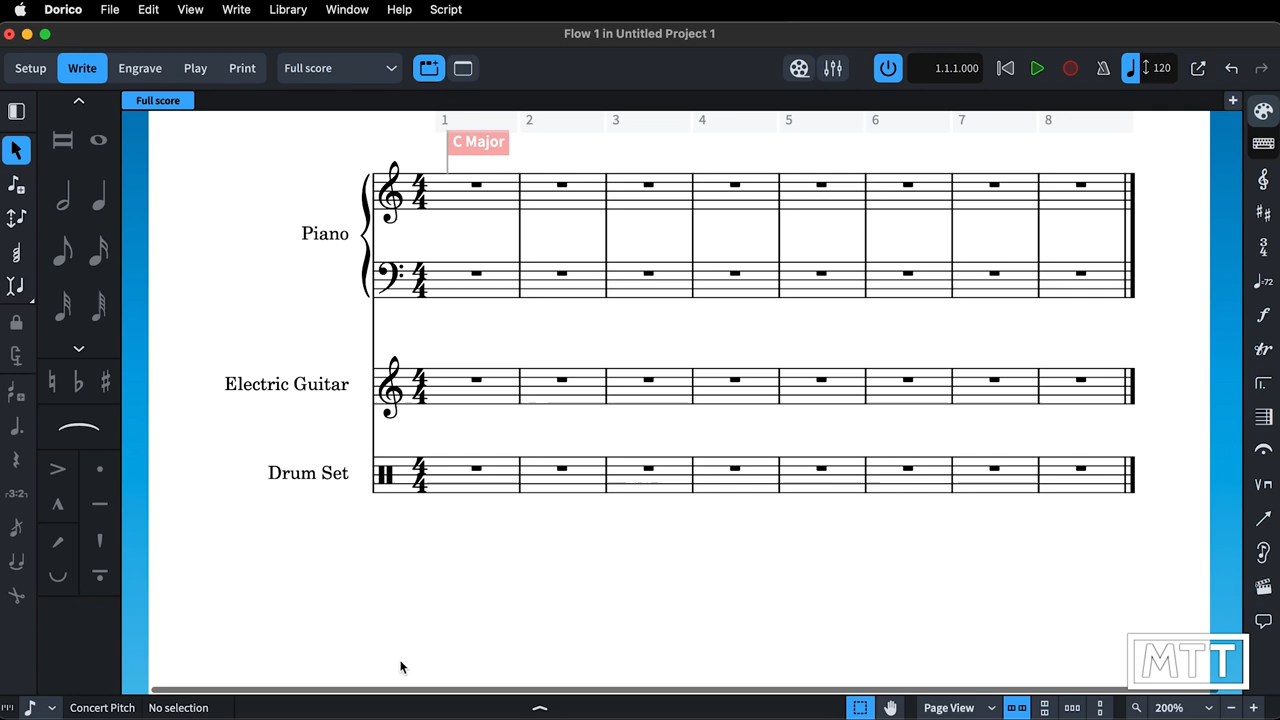 Dorico File Edit View Write Library Window Help Script
Flow 1 in Untitled Project 1
Setup Write Engrave Play Print Full score 1.1.1.000 120
Full score
1 2 3 4 5 6 7 8
C Major
Piano
Electric Guitar
Drum Set
MTT
Concert Pitch No selection Page View 200%